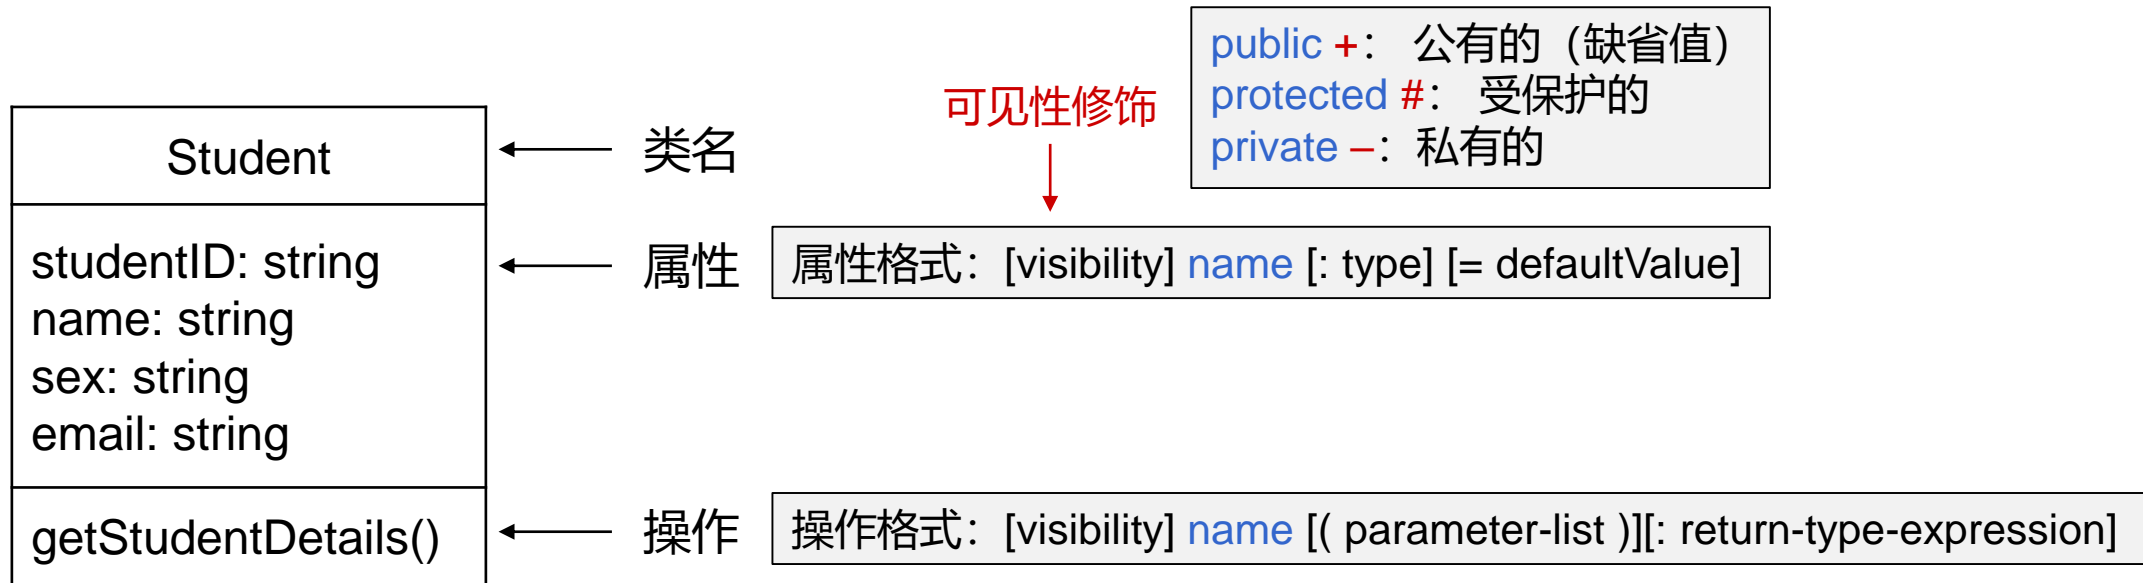 public +： 公有的（缺省值）
protected #： 受保护的
private –：私有的
可见性修饰
Student
类名
studentID: string
name: string
sex: string
email: string
属性
属性格式：[visibility] name [: type] [= defaultValue]
getStudentDetails()
操作
操作格式：[visibility] name [( parameter-list )][: return-type-expression]